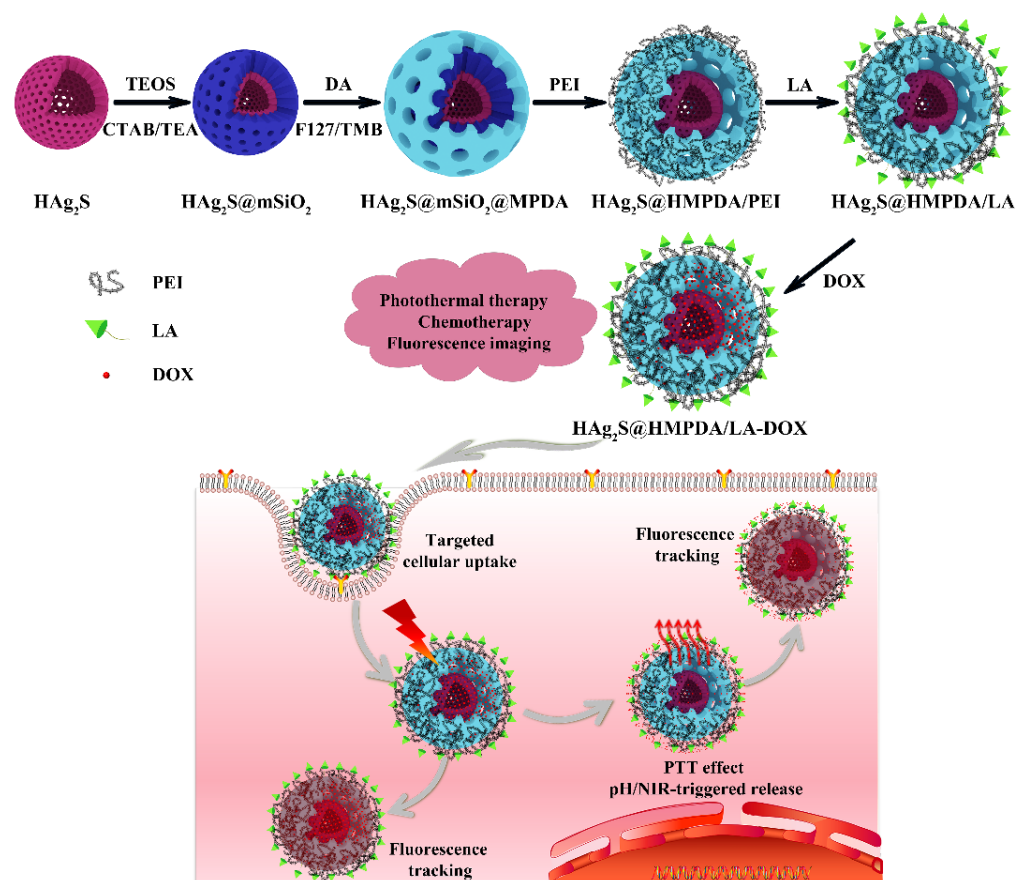 TEOS
CTAB/TEA
DA
F127/TMB
PEI
LA
HAg₂S
HAg₂S@mSiO₂
HAg₂S@mSiO₂@MPDA
HAg₂S@HMPDA/PEI
HAg₂S@HMPDA/LA
PEI
LA
DOX
Photothermal therapy
Chemotherapy
Fluorescence imaging
DOX
HAg₂S@HMPDA/LA-DOX
Targeted
cellular uptake
Fluorescence
tracking
PTT effect
pH/NIR-triggered release
Fluorescence
tracking